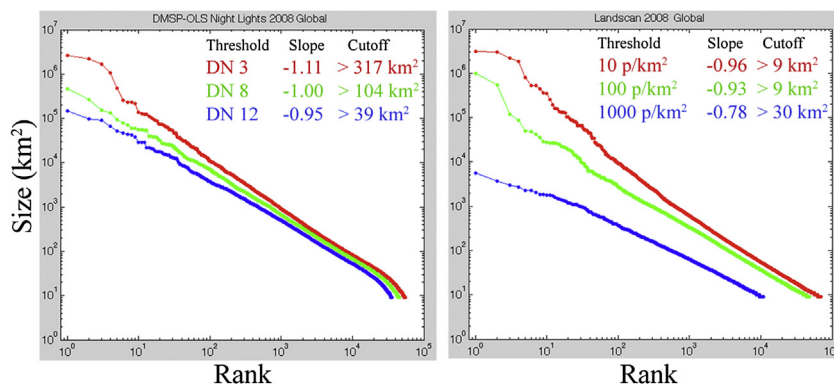 DMSP-OLS Night Lights 2008 Global
Threshold Slope Cutoff
DN 3 -1.11 > 317 km²
DN 8 -1.00 > 104 km²
DN 12 -0.95 > 39 km²
10⁷
10⁶
10⁵
10⁴
10³
10²
10¹
10⁰
Size (km²)
10⁰ 10¹ 10² 10³ 10⁴ 10⁵
Rank
Landscan 2008 Global
Threshold Slope Cutoff
10 p/km² -0.96 > 9 km²
100 p/km² -0.93 > 9 km²
1000 p/km² -0.78 > 30 km²
10⁷
10⁶
10⁵
10⁴
10³
10²
10¹
10⁰
10⁰ 10¹ 10² 10³ 10⁴
Rank